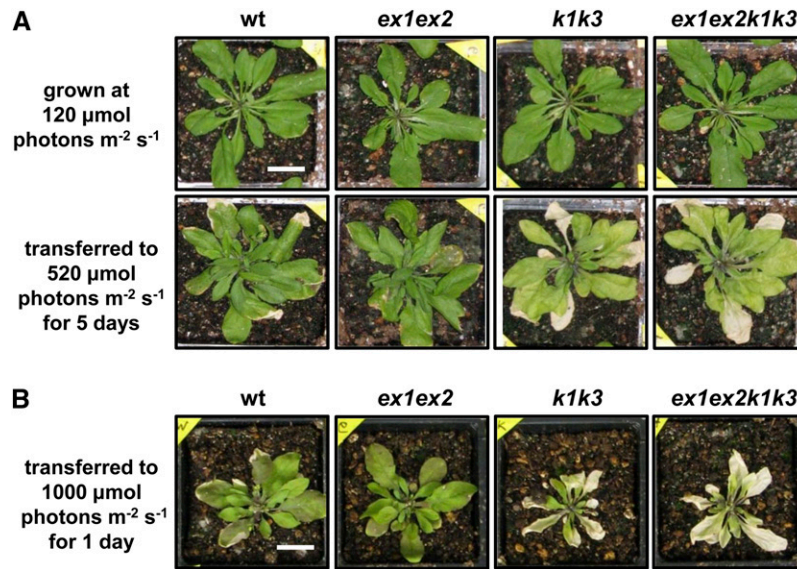 A
wt ex1ex2 k1k3 ex1ex2k1k3
grown at
120 µmol
photons m⁻² s⁻¹
transferred to
520 µmol
photons m⁻² s⁻¹
for 5 days
B
wt ex1ex2 k1k3 ex1ex2k1k3
transferred to
1000 µmol
photons m⁻² s⁻¹
for 1 day